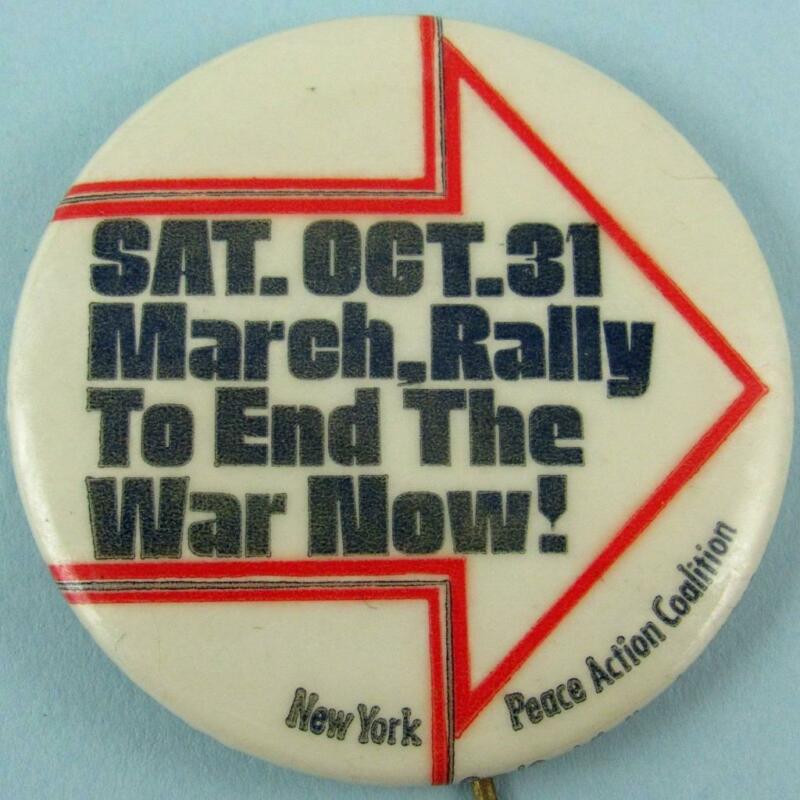 SAT. OCT. 31
March, Rally
To End The
War Now!
New York
Peace Action Coalition